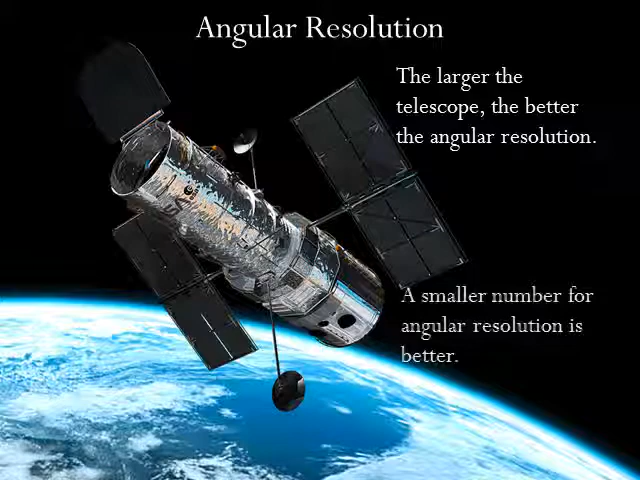 Angular Resolution
The larger the
telescope, the better
the angular resolution.
A smaller number for
angular resolution is
better.